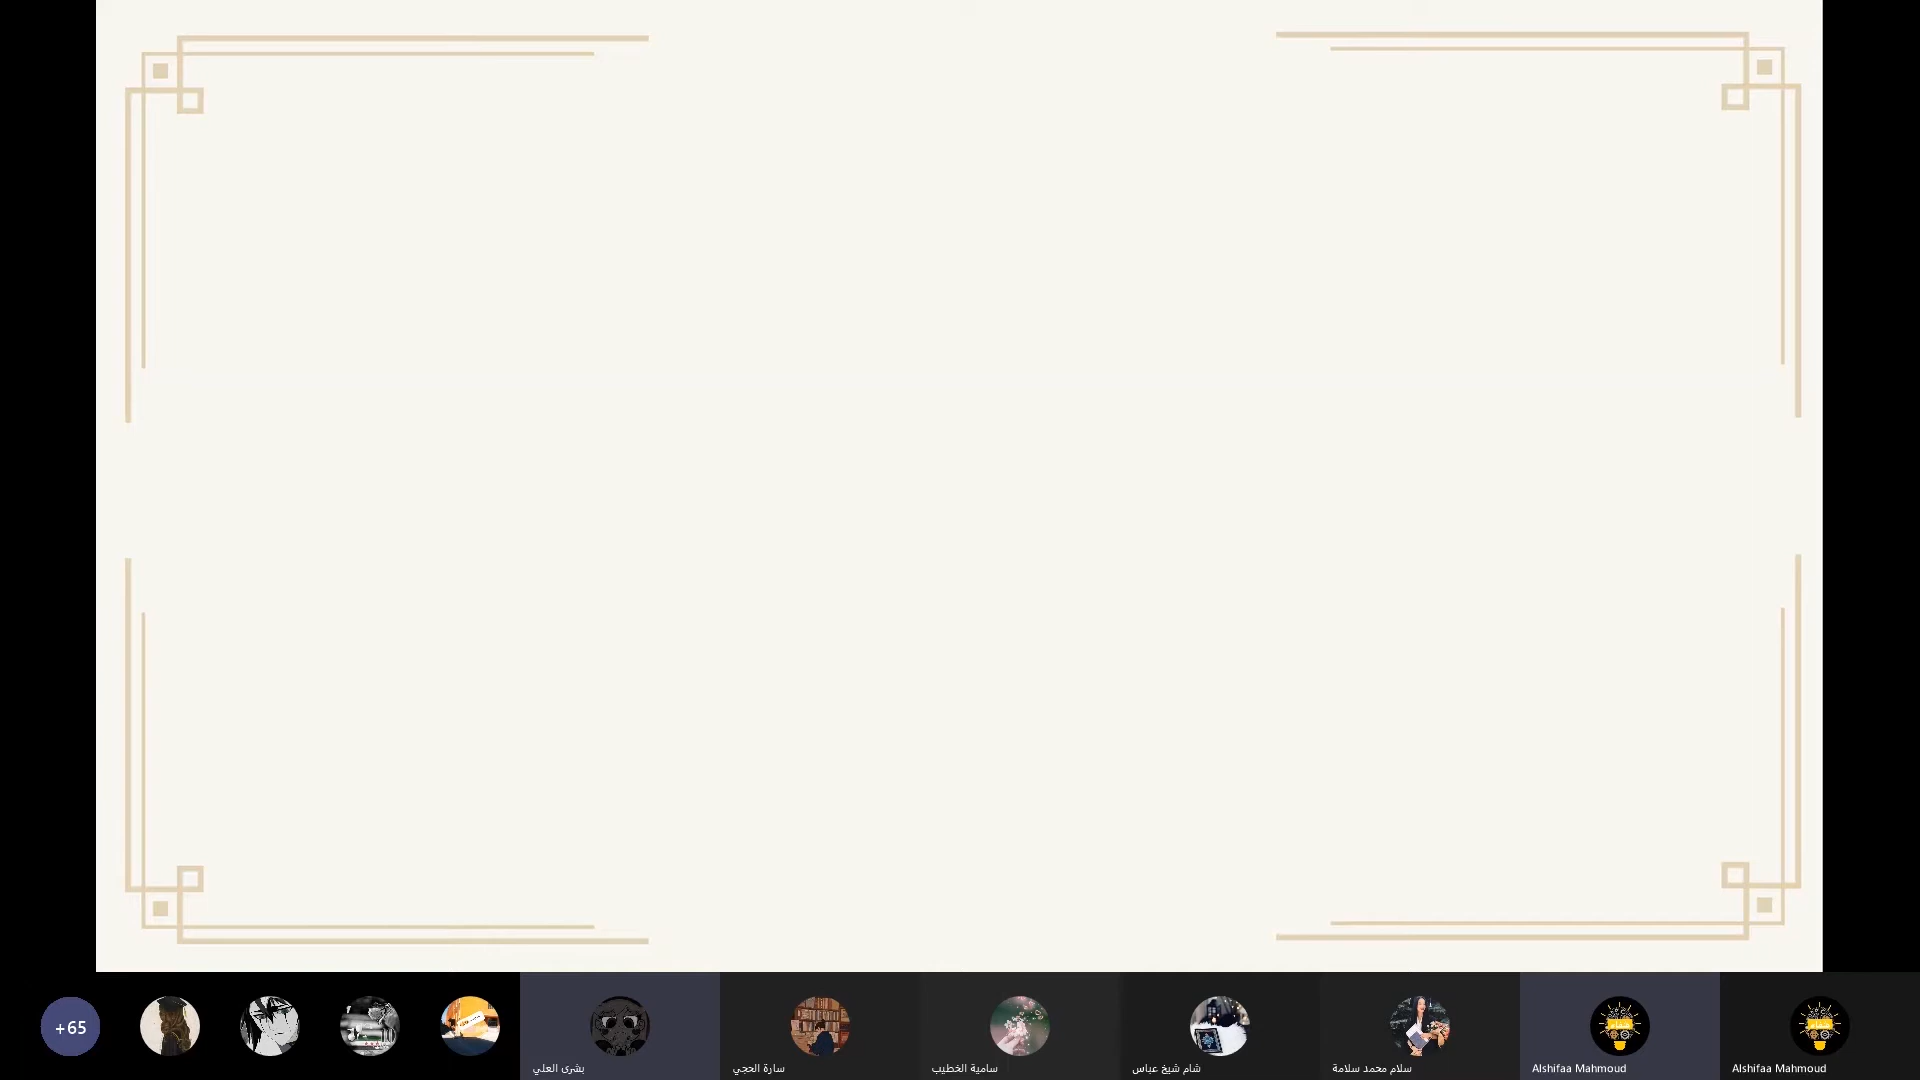 +65
بشرى العلي
سارة الحجي
سامية الخطيب
شام شيخ عباس
سلام محمد سلامة
Alshifaa Mahmoud
Alshifaa Mahmoud